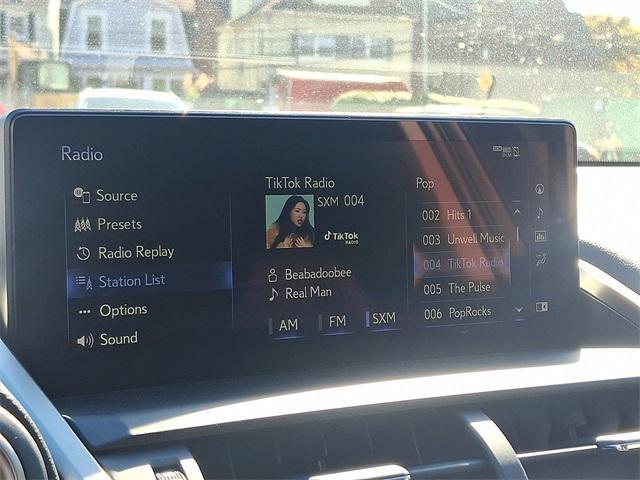 Radio
Source
Presets
Radio Replay
Station List
Options
Sound
TikTok Radio
SXM 004
TikTok
RADIO
Beabadoobee
Real Man
AM FM SXM
Pop
002 Hits 1
003 Unwell Music
004 TikTok Radio
005 The Pulse
006 PopRocks